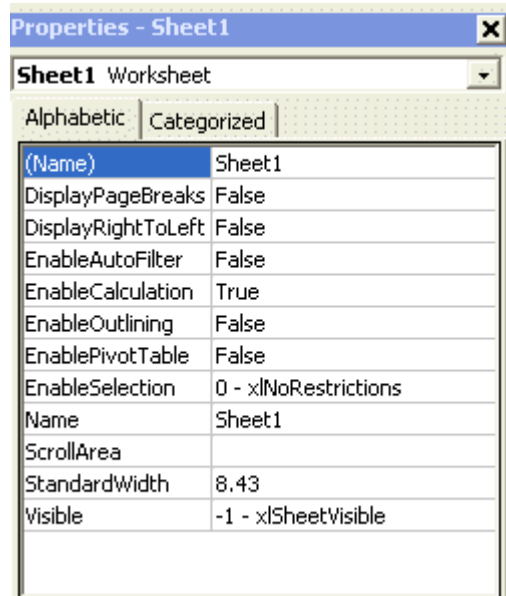 Properties - Sheet1
Sheet1 Worksheet
Alphabetic Categorized
(Name) Sheet1
DisplayPageBreaks False
DisplayRightToLeft False
EnableAutoFilter False
EnableCalculation True
EnableOutlining False
EnablePivotTable False
EnableSelection 0 - xlNoRestrictions
Name Sheet1
ScrollArea
StandardWidth 8.43
Visible -1 - xlSheetVisible